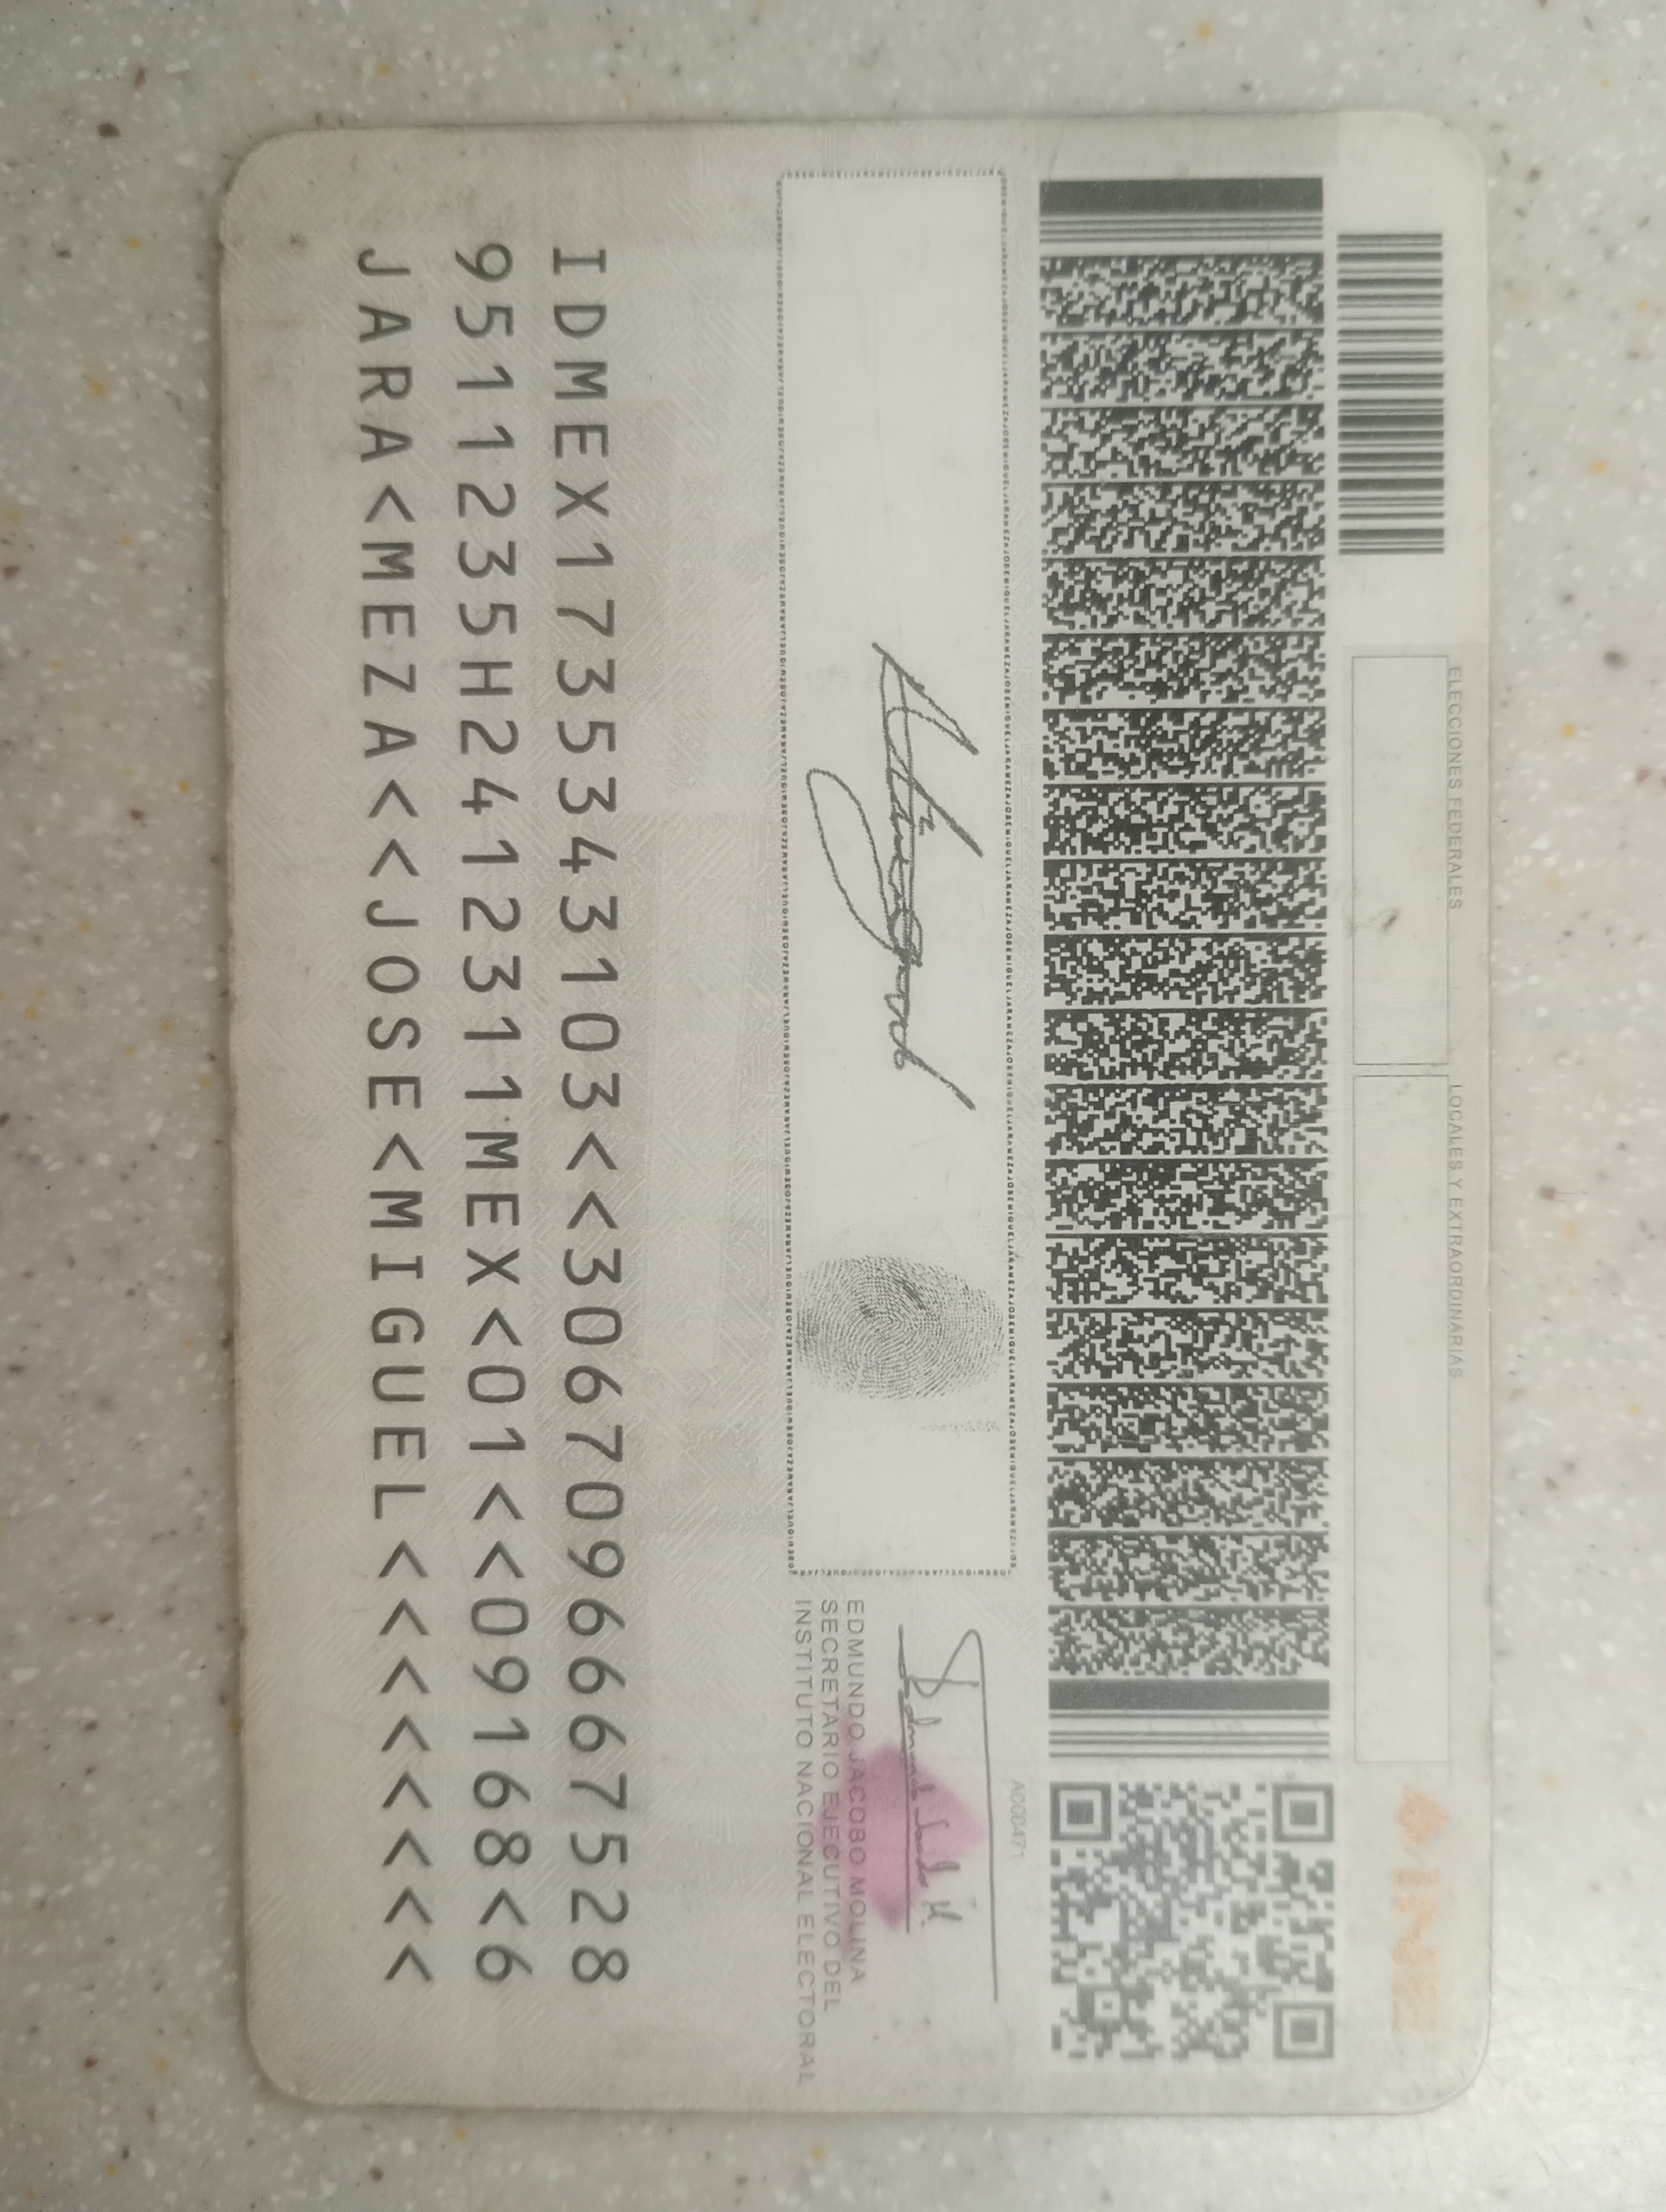 ELECCIONES FEDERALES
LOCALES Y EXTRAORDINARIAS
INE
A000471
EDMUNDO JACOBO MOLINA
SECRETARIO EJECUTIVO DEL
INSTITUTO NACIONAL ELECTORAL
IDMEX1735343103<<3067096667528
9511235H2412311MEX<01<<09168<6
JARA<MEZA<<JOSE<MIGUEL<<<<<<<<